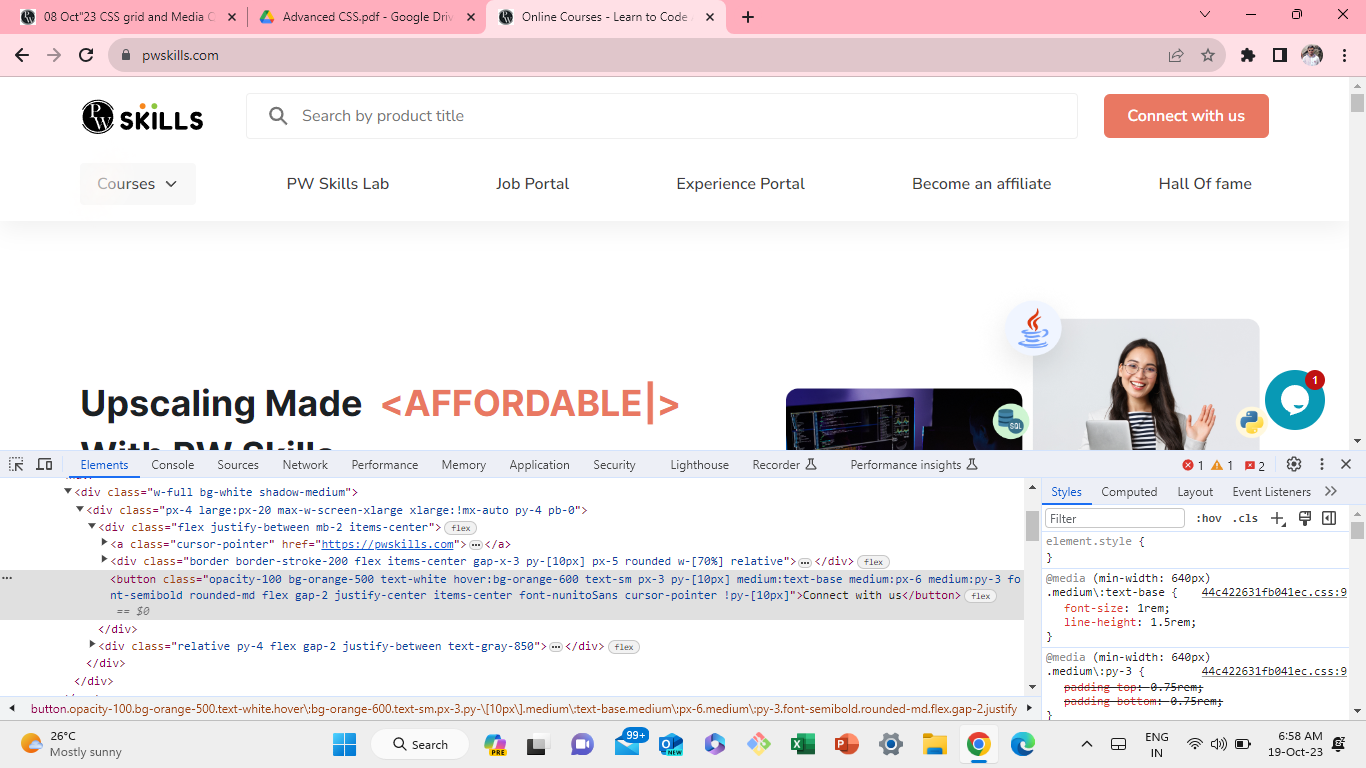 08 Oct"23 CSS grid and Media C
Advanced CSS.pdf - Google Driv
Online Courses - Learn to Code
pwskills.com
PW SKILLS
Search by product title
Connect with us
Courses
PW Skills Lab
Job Portal
Experience Portal
Become an affiliate
Hall Of fame
Upscaling Made <AFFORDABLE|>
With PW Skills
SQL
1
Elements Console Sources Network Performance Memory Application Security Lighthouse Recorder Performance insights 1 1 2
<div class="w-full bg-white shadow-medium">
<div class="px-4 large:px-20 max-w-screen-xlarge xlarge:!mx-auto py-4 pb-0">
<div class="flex justify-between mb-2 items-center"> flex
<a class="cursor-pointer" href="https://pwskills.com">…</a>
<div class="border border-stroke-200 flex items-center gap-x-3 py-[10px] px-5 rounded w-[70%] relative">…</div> flex
<button class="opacity-100 bg-orange-500 text-white hover:bg-orange-600 text-sm px-3 py-[10px] medium:text-base medium:px-6 medium:py-3 fo
nt-semibold rounded-md flex gap-2 justify-center items-center font-nunitoSans cursor-pointer !py-[10px]">Connect with us</button> flex
== $0
</div>
<div class="relative py-4 flex gap-2 justify-between text-gray-850">…</div> flex
</div>
</div>
button.opacity-100.bg-orange-500.text-white.hover\:bg-orange-600.text-sm.px-3.py-\[10px\].medium\:text-base.medium\:px-6.medium\:py-3.font-semibold.rounded-md.flex.gap-2.justify
Styles Computed Layout Event Listeners
Filter :hov .cls
element.style {
}
@media (min-width: 640px)
.medium\:text-base { 44c422631fb041ec.css:9
font-size: 1rem;
line-height: 1.5rem;
}
@media (min-width: 640px)
.medium\:py-3 { 44c422631fb041ec.css:9
padding-top: 0.75rem;
padding-bottom: 0.75rem;
}
26°C
Mostly sunny
Search
PRE
99+
NEW
ENG
IN
6:58 AM
19-Oct-23